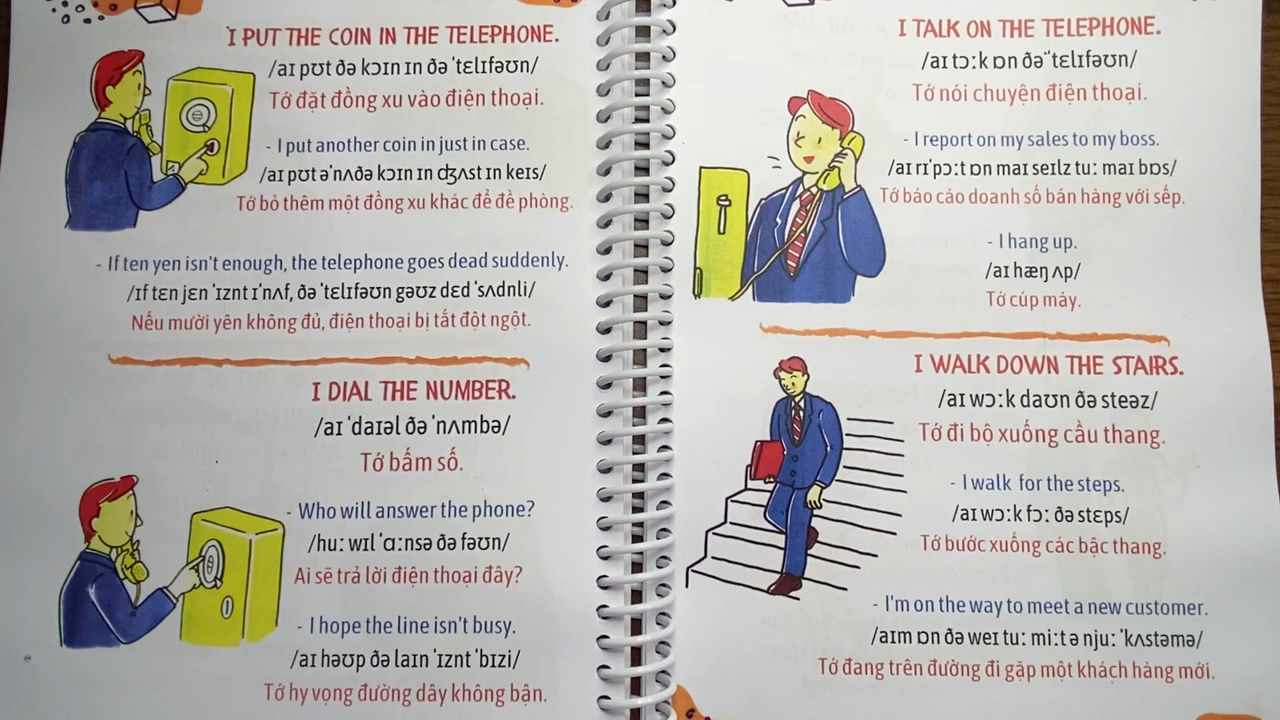 I PUT THE COIN IN THE TELEPHONE.
/aɪ pʊt ðə kɔɪn ɪn ðə ˈtɛlɪfəʊn/
Tớ đặt đồng xu vào điện thoại.
- I put another coin in just in case.
/aɪ pʊt əˈnʌðə kɔɪn ɪn ʤʌst ɪn keɪs/
Tớ bỏ thêm một đồng xu khác để đề phòng.
- If ten yen isn't enough, the telephone goes dead suddenly.
/ɪf tɛn jɛn ˈɪznt ɪˈnʌf, ðə ˈtɛlɪfəʊn gəʊz dɛd ˈsʌdnli/
Nếu mười yên không đủ, điện thoại bị tắt đột ngột.
I DIAL THE NUMBER.
/aɪ ˈdaɪəl ðə ˈnʌmbə/
Tớ bấm số.
- Who will answer the phone?
/huː wɪl ˈɑːnsə ðə fəʊn/
Ai sẽ trả lời điện thoại đây?
- I hope the line isn't busy.
/aɪ həʊp ðə laɪn ˈɪznt ˈbɪzi/
Tớ hy vọng đường dây không bận.
I TALK ON THE TELEPHONE.
/aɪ tɔːk ɒn ðə ˈtɛlɪfəʊn/
Tớ nói chuyện điện thoại.
- I report on my sales to my boss.
/aɪ rɪˈpɔːt ɒn maɪ seɪlz tuː maɪ bɒs/
Tớ báo cáo doanh số bán hàng với sếp.
- I hang up.
/aɪ hæŋ ʌp/
Tớ cúp máy.
I WALK DOWN THE STAIRS.
/aɪ wɔːk daʊn ðə steəz/
Tớ đi bộ xuống cầu thang.
- I walk for the steps.
/aɪ wɔːk fɔː ðə stɛps/
Tớ bước xuống các bậc thang.
- I'm on the way to meet a new customer.
/aɪm ɒn ðə weɪ tuː miːt ə njuː ˈkʌstəmə/
Tớ đang trên đường đi gặp một khách hàng mới.